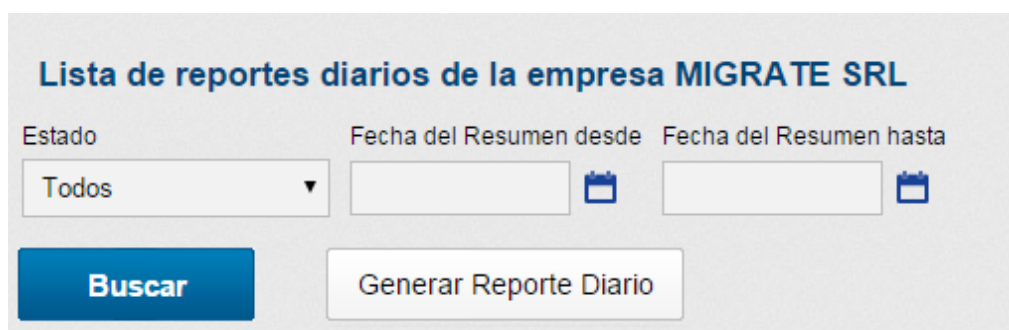 Lista de reportes diarios de la empresa MIGRATE SRL
Estado Fecha del Resumen desde Fecha del Resumen hasta
Todos
Buscar Generar Reporte Diario